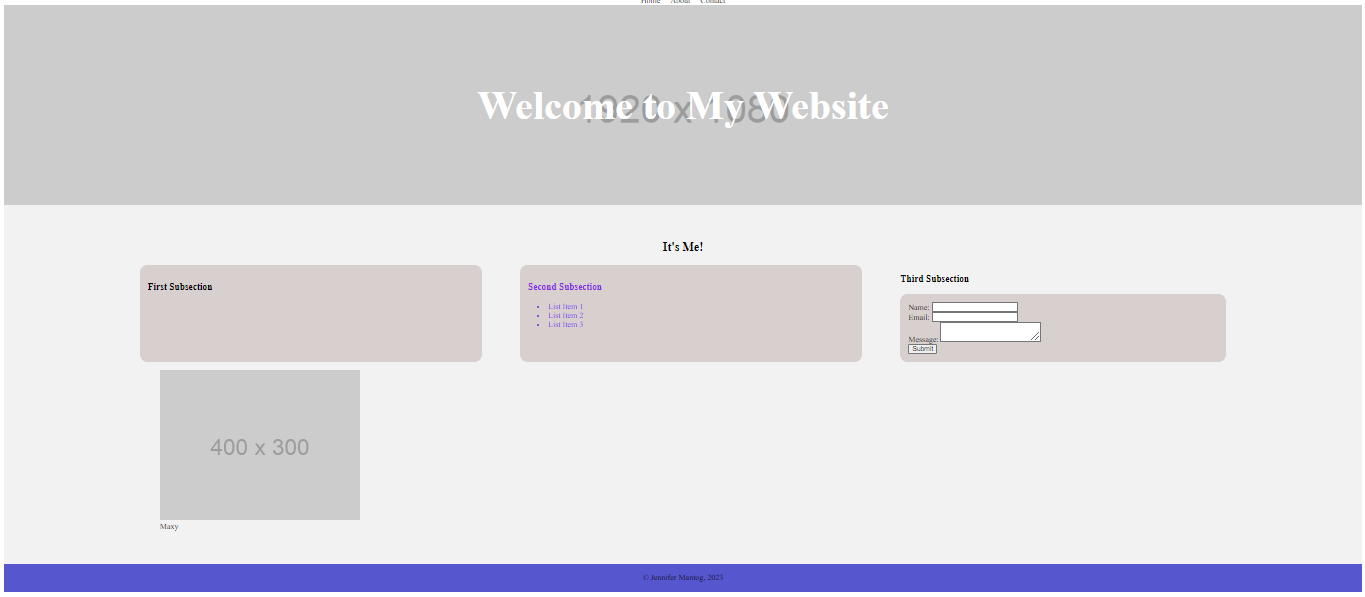 Home About Contact
1920 x 1080
Welcome to My Website
It's Me!
First Subsection
Second Subsection
List Item 1
List Item 2
List Item 3
Third Subsection
Name:
Email:
Message:
Submit
400 x 300
Maxy
© Jennifer Mantog, 2023